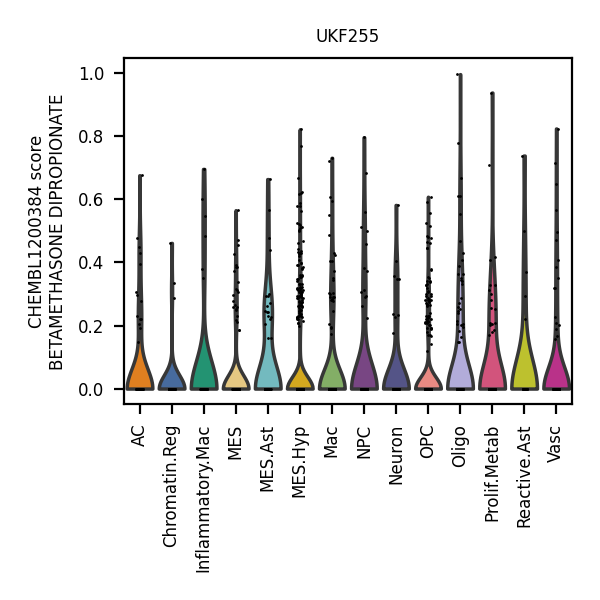 UKF255
CHEMBL1200384 score
BETAMETHASONE DIPROPIONATE
1.0
0.8
0.6
0.4
0.2
0.0
AC
Chromatin.Reg
Inflammatory.Mac
MES
MES.Ast
MES.Hyp
Mac
NPC
Neuron
OPC
Oligo
Prolif.Metab
Reactive.Ast
Vasc